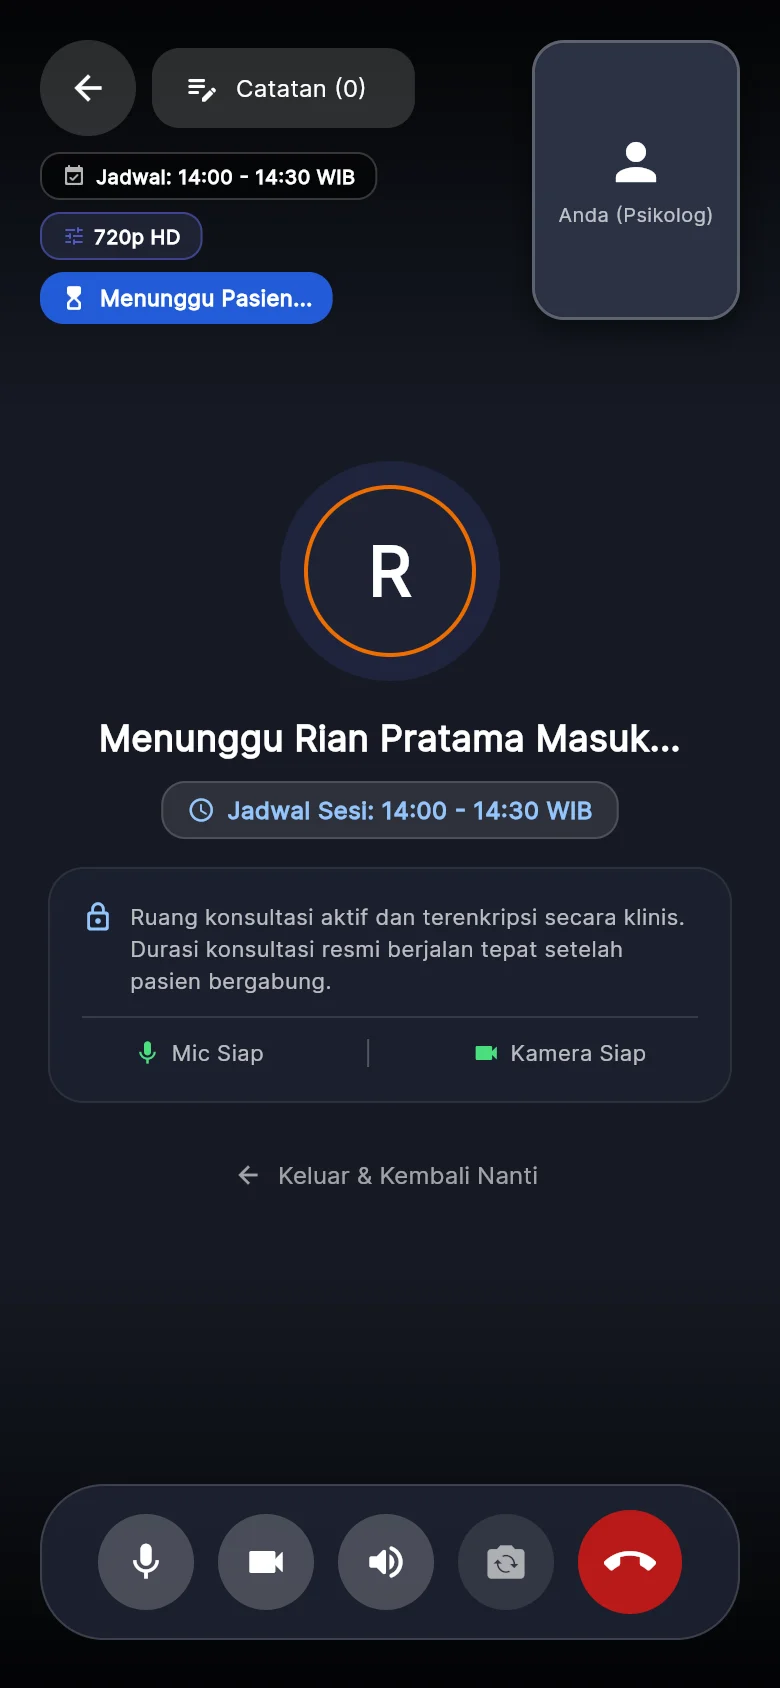 Catatan (0)
Jadwal: 14:00 - 14:30 WIB
720p HD
Menunggu Pasien...
Anda (Psikolog)
R
Menunggu Rian Pratama Masuk...
Jadwal Sesi: 14:00 - 14:30 WIB
Ruang konsultasi aktif dan terenkripsi secara klinis.
Durasi konsultasi resmi berjalan tepat setelah
pasien bergabung.
Mic Siap
Kamera Siap
Keluar & Kembali Nanti